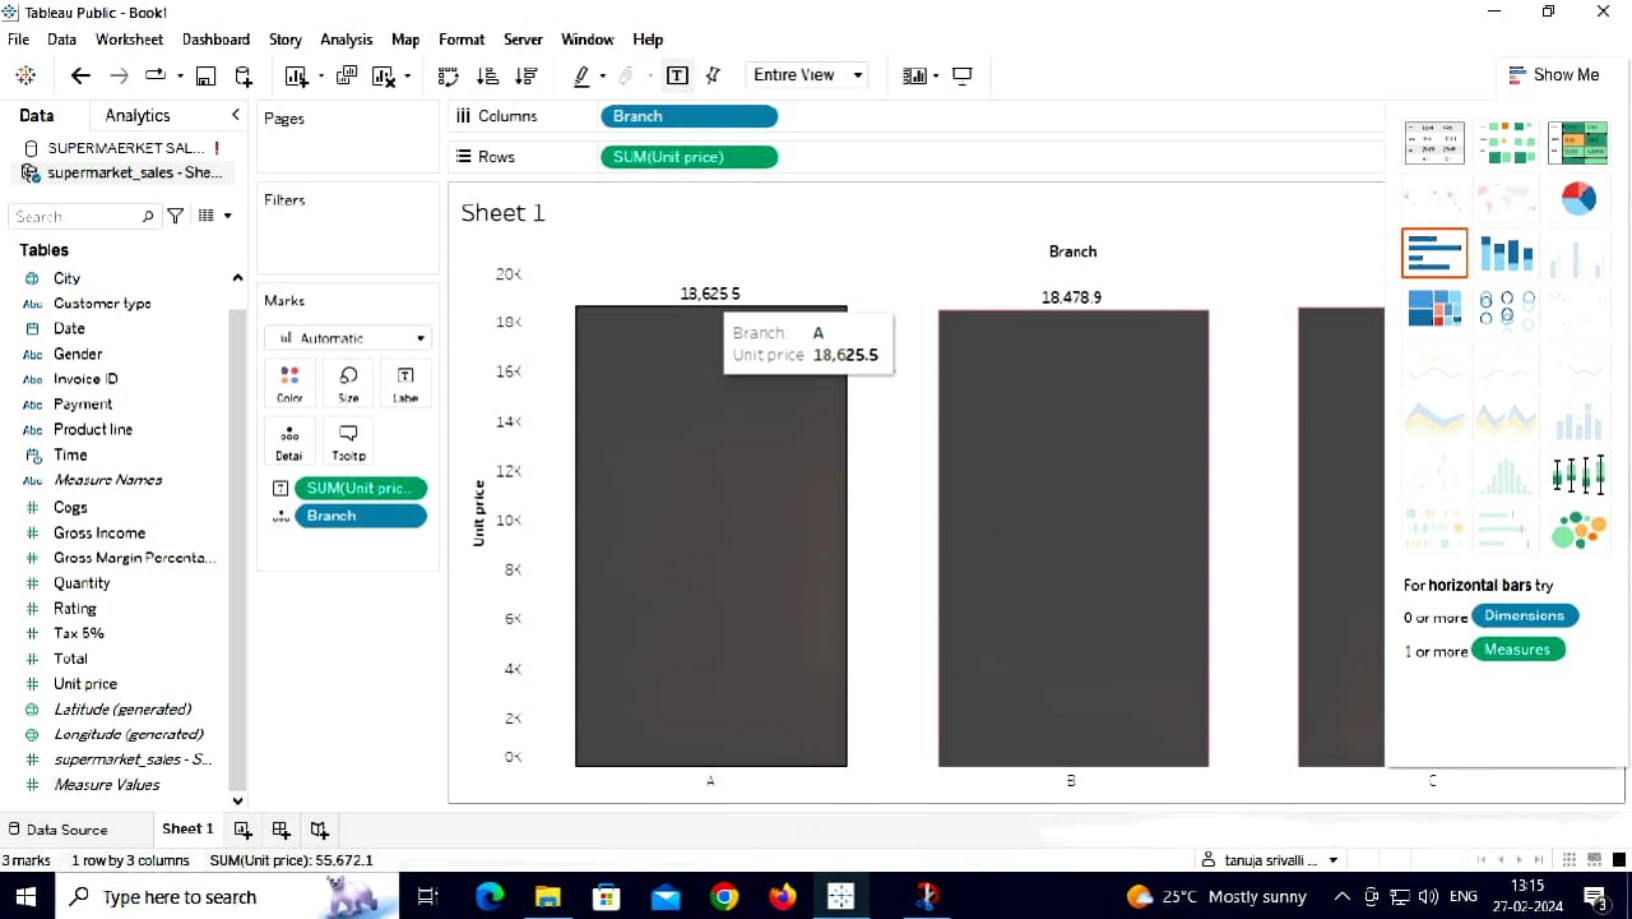 Tableau Public - Book1
File Data Worksheet Dashboard Story Analysis Map Format Server Window Help
Entire View
Show Me
Data Analytics
Pages
Columns Branch
SUPERMAERKET SAL... !
Rows SUM(Unit price)
supermarket_sales - She...
Filters
Search
Sheet 1
Tables
Branch
City
Customer type
Date
Gender
Invoice ID
Payment
Product line
Time
Measure Names
Cogs
Gross Income
Gross Margin Percenta...
Quantity
Rating
Tax 5%
Total
Unit price
Latitude (generated)
Longitude (generated)
supermarket_sales - S...
Measure Values
Marks
Automatic
Color Size Label
Detail Tooltip
SUM(Unit pric...
Branch
Unit price
20K
18K
16K
14K
12K
10K
8K
6K
4K
2K
0K
18,625.5
18,478.9
Branch: A
Unit price 18,625.5
A B C
For horizontal bars try
0 or more Dimensions
1 or more Measures
Data Source Sheet 1
3 marks 1 row by 3 columns SUM(Unit price): 55,672.1
tanuja srivalli ...
Type here to search
25°C Mostly sunny
ENG
13:15
27-02-2024
3